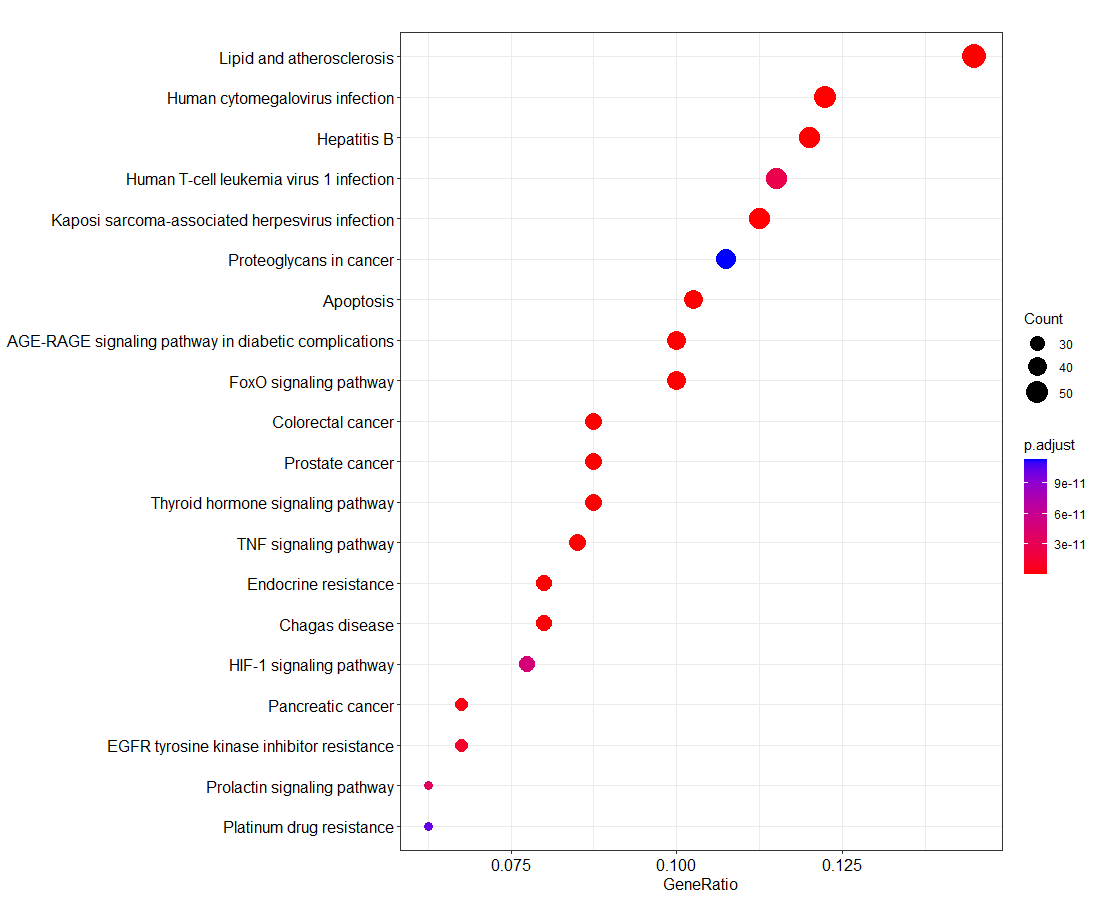 Lipid and atherosclerosis
Human cytomegalovirus infection
Hepatitis B
Human T-cell leukemia virus 1 infection
Kaposi sarcoma-associated herpesvirus infection
Proteoglycans in cancer
Apoptosis
AGE-RAGE signaling pathway in diabetic complications
FoxO signaling pathway
Colorectal cancer
Prostate cancer
Thyroid hormone signaling pathway
TNF signaling pathway
Endocrine resistance
Chagas disease
HIF-1 signaling pathway
Pancreatic cancer
EGFR tyrosine kinase inhibitor resistance
Prolactin signaling pathway
Platinum drug resistance
0.075 0.100 0.125
GeneRatio
Count
30
40
50
p.adjust
9e-11
6e-11
3e-11